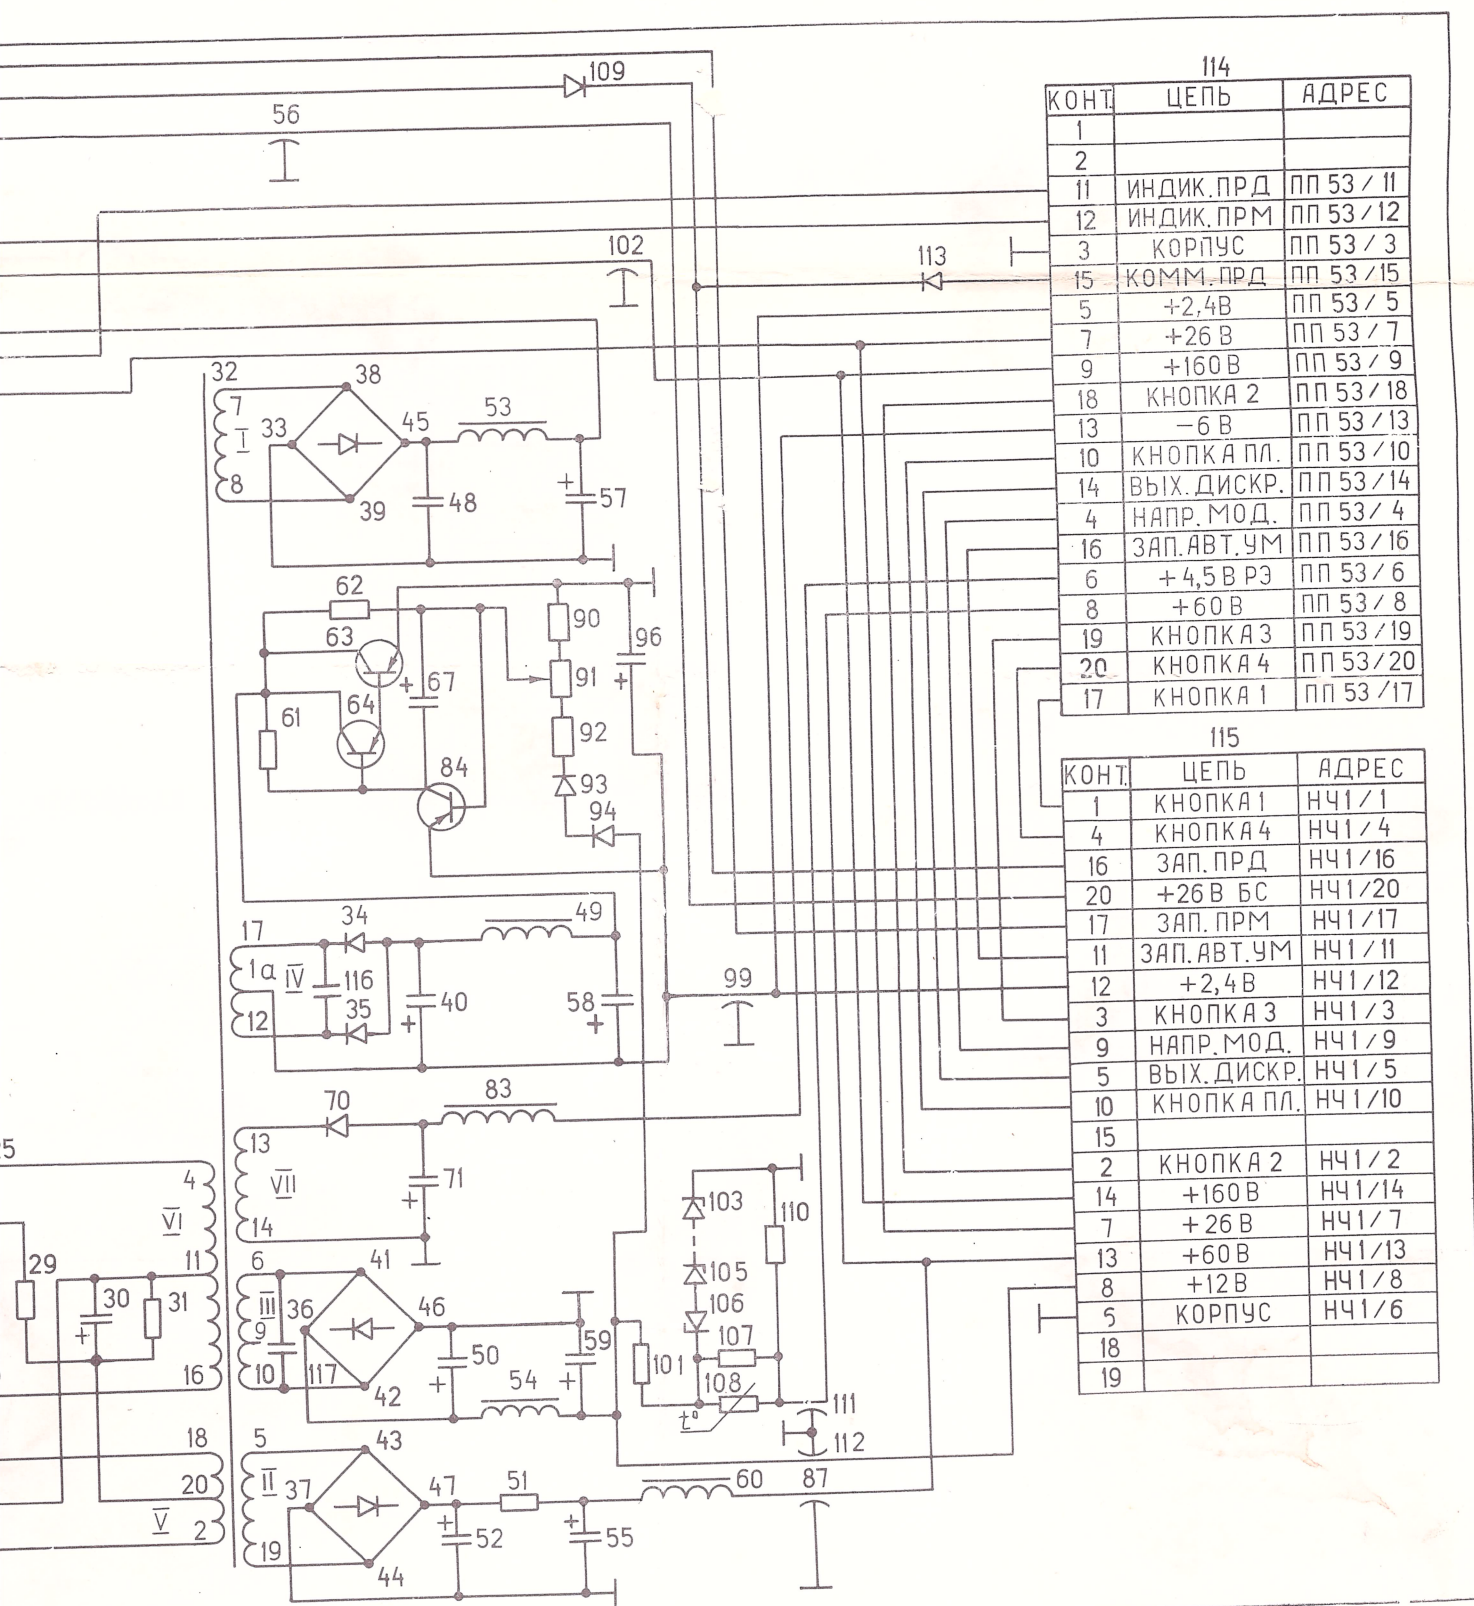 114
КОНТ. ЦЕПЬ АДРЕС
1
2
11 ИНДИК.ПРД ПП 53 / 11
12 ИНДИК.ПРМ ПП 53/12
3 КОРПУС ПП 53 / 3
15 КОММ.ПРД ПП 53/15
5 +2,4В ПП 53 / 5
7 +26 В ПП 53 / 7
9 +160 В ПП 53 / 9
18 КНОПКА 2 ПП 53/18
13 −6 В ПП 53/13
10 КНОПКА ПЛ. ПП 53/10
14 ВЫХ.ДИСКР. ПП 53/14
4 НАПР.МОД. ПП 53/ 4
16 ЗАП.АВТ.УМ ПП 53/16
6 +4,5 В РЭ ПП 53/ 6
8 +60 В ПП 53/ 8
19 КНОПКА 3 ПП 53/19
20 КНОПКА 4 ПП 53/20
17 КНОПКА 1 ПП 53 /17
115
КОНТ. ЦЕПЬ АДРЕС
1 КНОПКА 1 НЧ1/ 1
4 КНОПКА 4 НЧ1/ 4
16 ЗАП. ПРД НЧ1/16
20 +26 В БС НЧ1/20
17 ЗАП. ПРМ НЧ1/17
11 ЗАП.АВТ.УМ НЧ1/11
12 +2,4 В НЧ1/12
3 КНОПКА 3 НЧ1/ 3
9 НАПР.МОД. НЧ1/ 9
5 ВЫХ.ДИСКР. НЧ1/ 5
10 КНОПКА ПЛ. НЧ1/10
15
2 КНОПКА 2 НЧ1/ 2
14 +160 В НЧ1/14
7 +26 В НЧ1/ 7
13 +60 В НЧ1/13
8 +12 В НЧ1/ 8
5 КОРПУС НЧ1/6
18
19
109
56
102
113
32 38
7 53
I 33 45
8
39 48 + 57
62 90
63 96
+ 67 91 +
64
61 92
84 93
94
17 34 49
1а IV 116
35 40 58 99
12 + +
25 70 83
13
4 VII 71 103 110
VI 14 +
29 11 6 41 105
30 31 III 36 46 106
+ 9 50 59 107
16 10 117 42 + 54 + 101 108
t° 111
112
18 5 43
20 II 37 47 51 60 87
V + 52 + 55
2 19 44